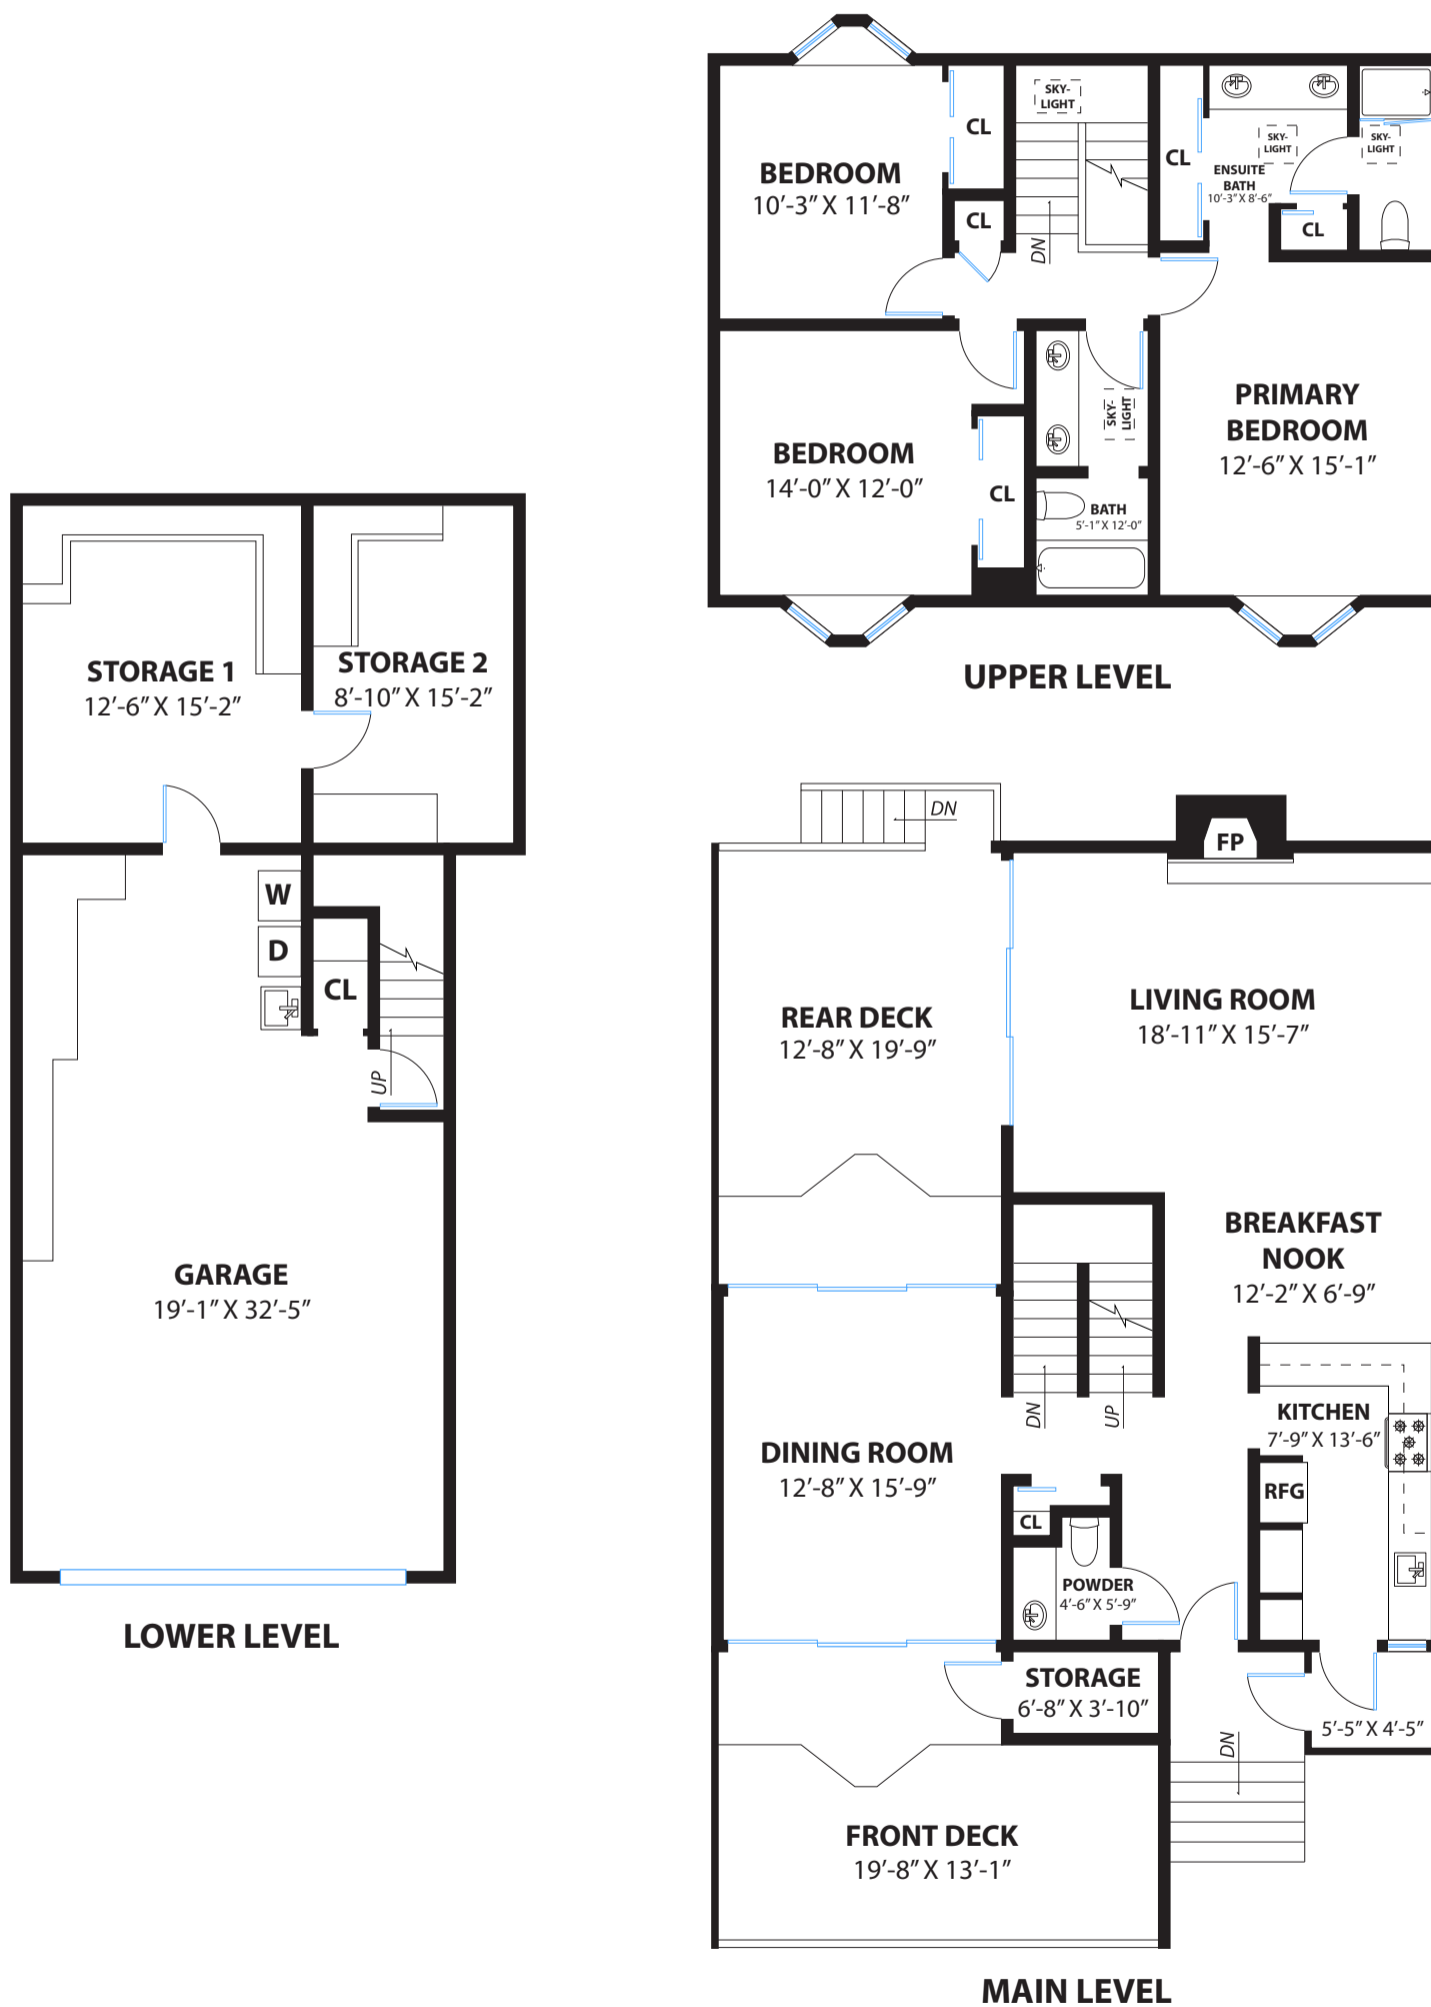 SKY-
LIGHT
CL
BEDROOM
10'-3" X 11'-8"
CL
DN
CL
ENSUITE
BATH
10'-3" X 8'-6"
SKY-
LIGHT
SKY-
LIGHT
CL
BEDROOM
14'-0" X 12'-0"
CL
SKY-
LIGHT
BATH
5'-1" X 12'-0"
PRIMARY
BEDROOM
12'-6" X 15'-1"
UPPER LEVEL
STORAGE 1
12'-6" X 15'-2"
STORAGE 2
8'-10" X 15'-2"
W
D
CL
UP
GARAGE
19'-1" X 32'-5"
LOWER LEVEL
DN
FP
REAR DECK
12'-8" X 19'-9"
LIVING ROOM
18'-11" X 15'-7"
BREAKFAST
NOOK
12'-2" X 6'-9"
DN
UP
KITCHEN
7'-9" X 13'-6"
DINING ROOM
12'-8" X 15'-9"
RFG
CL
POWDER
4'-6" X 5'-9"
STORAGE
6'-8" X 3'-10"
DN
5'-5" X 4'-5"
FRONT DECK
19'-8" X 13'-1"
MAIN LEVEL